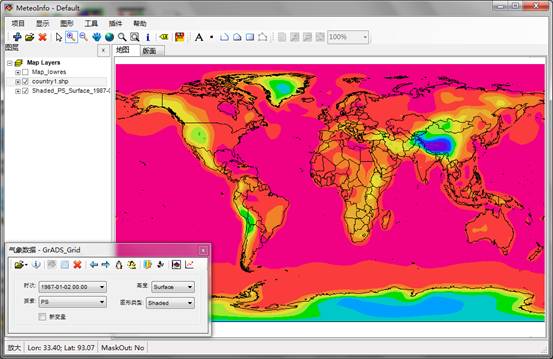 MeteoInfo - Default
项目 显示 图形 工具 插件 帮助
A 100%
图层 x
地图 版面
Map Layers
Map_lowres
country1.shp
Shaded_PS_Surface_1987-0
气象数据 - GrADS_Grid
时次: 1987-01-02 00:00 高度: Surface
要素: PS 图形类型: Shaded
新变量
放大 Lon: 33.40; Lat: 93.07 MaskOut: No